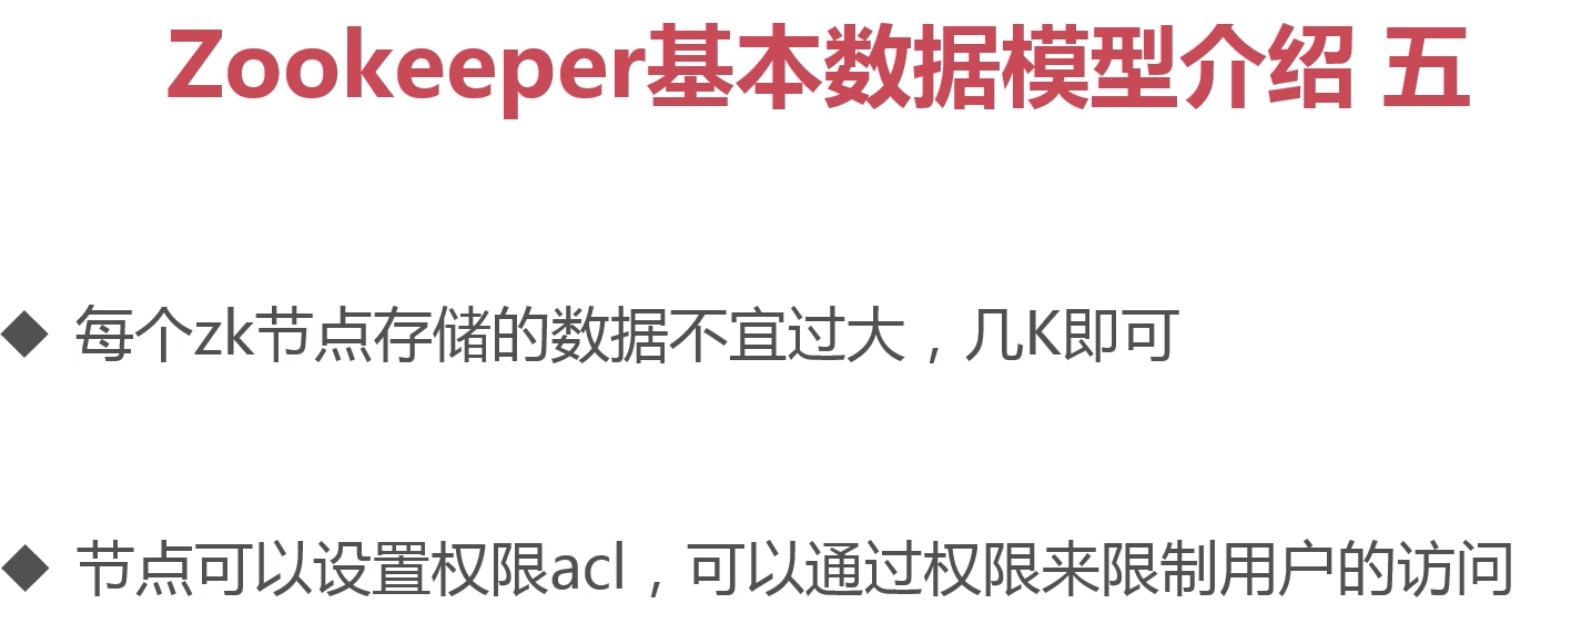 Zookeeper基本数据模型介绍 五
◆ 每个zk节点存储的数据不宜过大，几K即可
◆ 节点可以设置权限acl，可以通过权限来限制用户的访问